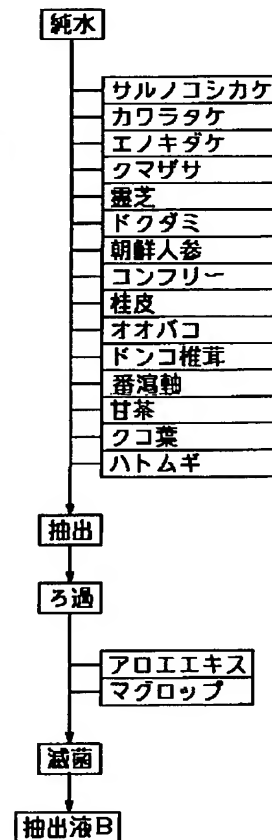 純水
サルノコシカケ
カワラタケ
エノキダケ
クマザサ
霊芝
ドクダミ
朝鮮人参
コンフリー
桂皮
オオバコ
ドンコ椎茸
番瀉軸
甘茶
クコ葉
ハトムギ
抽出
ろ過
アロエエキス
マグロップ
滅菌
抽出液B